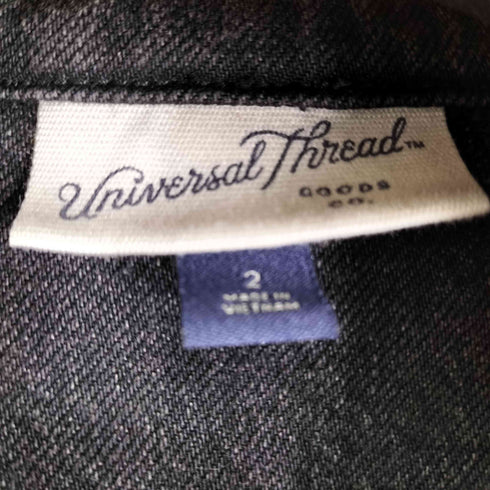 Universal Thread™
GOODS
CO.
2
MADE IN
VIETNAM